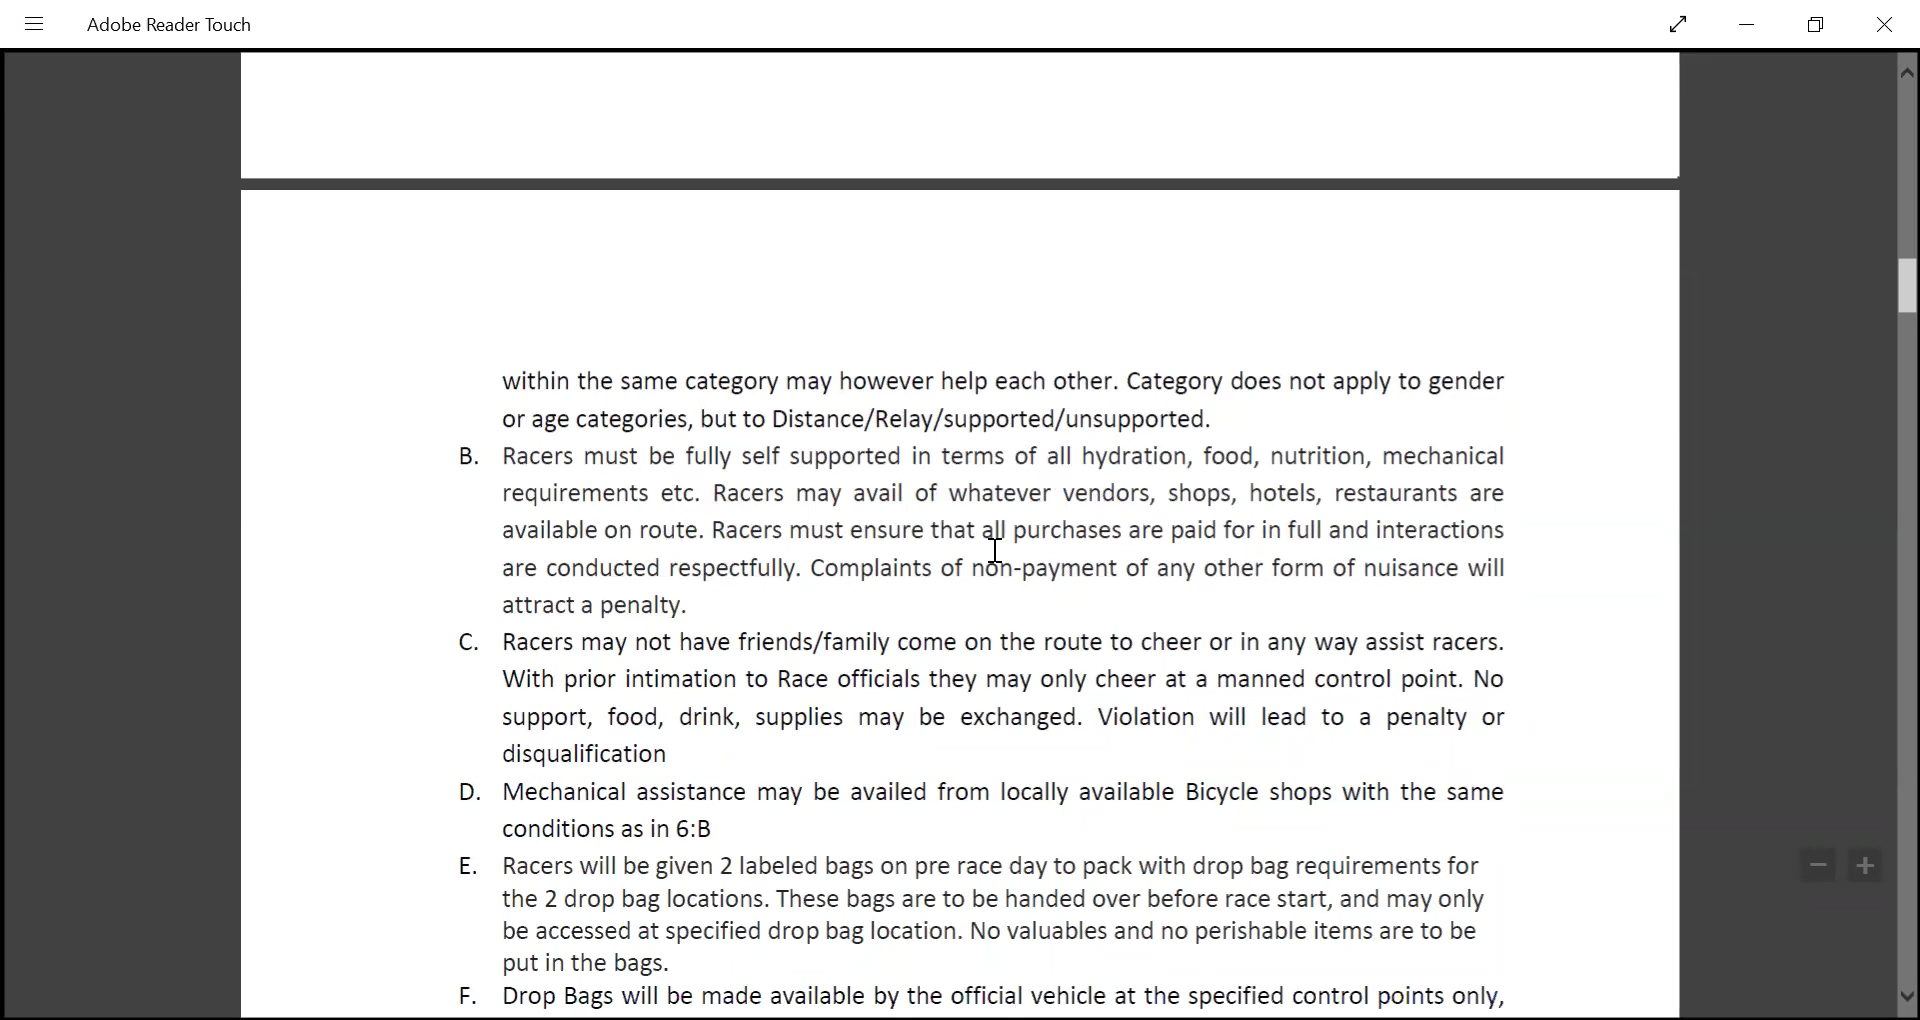 Adobe Reader Touch
within the same category may however help each other. Category does not apply to gender
or age categories, but to Distance/Relay/supported/unsupported.
B. Racers must be fully self supported in terms of all hydration, food, nutrition, mechanical
requirements etc. Racers may avail of whatever vendors, shops, hotels, restaurants are
available on route. Racers must ensure that all purchases are paid for in full and interactions
are conducted respectfully. Complaints of non-payment of any other form of nuisance will
attract a penalty.
C. Racers may not have friends/family come on the route to cheer or in any way assist racers.
With prior intimation to Race officials they may only cheer at a manned control point. No
support, food, drink, supplies may be exchanged. Violation will lead to a penalty or
disqualification
D. Mechanical assistance may be availed from locally available Bicycle shops with the same
conditions as in 6:B
E. Racers will be given 2 labeled bags on pre race day to pack with drop bag requirements for
the 2 drop bag locations. These bags are to be handed over before race start, and may only
be accessed at specified drop bag location. No valuables and no perishable items are to be
put in the bags.
F. Drop Bags will be made available by the official vehicle at the specified control points only,